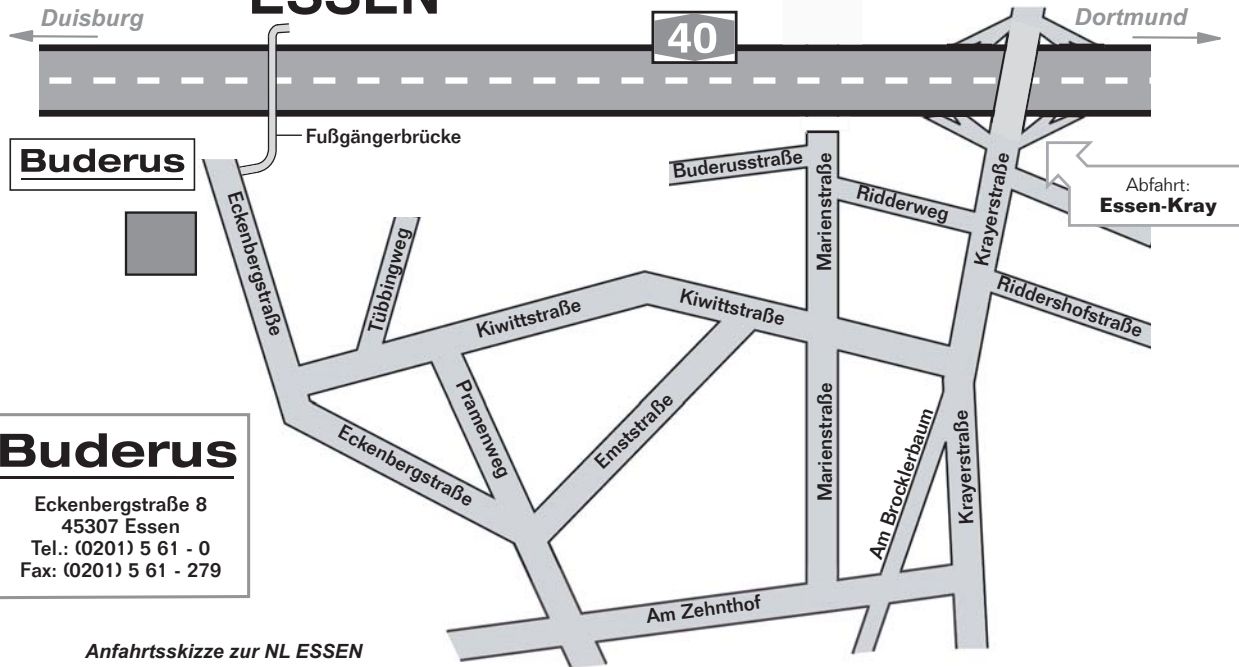 ESSEN
Duisburg
40
Dortmund
Fußgängerbrücke
Buderus
Abfahrt:
Essen-Kray
Buderusstraße
Marienstraße
Ridderweg
Krayerstraße
Eckenbergstraße
Tübbingweg
Kiwittstraße
Kiwittstraße
Riddershofstraße
Pramenweg
Emststraße
Marienstraße
Am Brocklerbaum
Krayerstraße
Eckenbergstraße
Buderus
Eckenbergstraße 8
45307 Essen
Tel.: (0201) 5 61 - 0
Fax: (0201) 5 61 - 279
Am Zehnthof
Anfahrtsskizze zur NL ESSEN